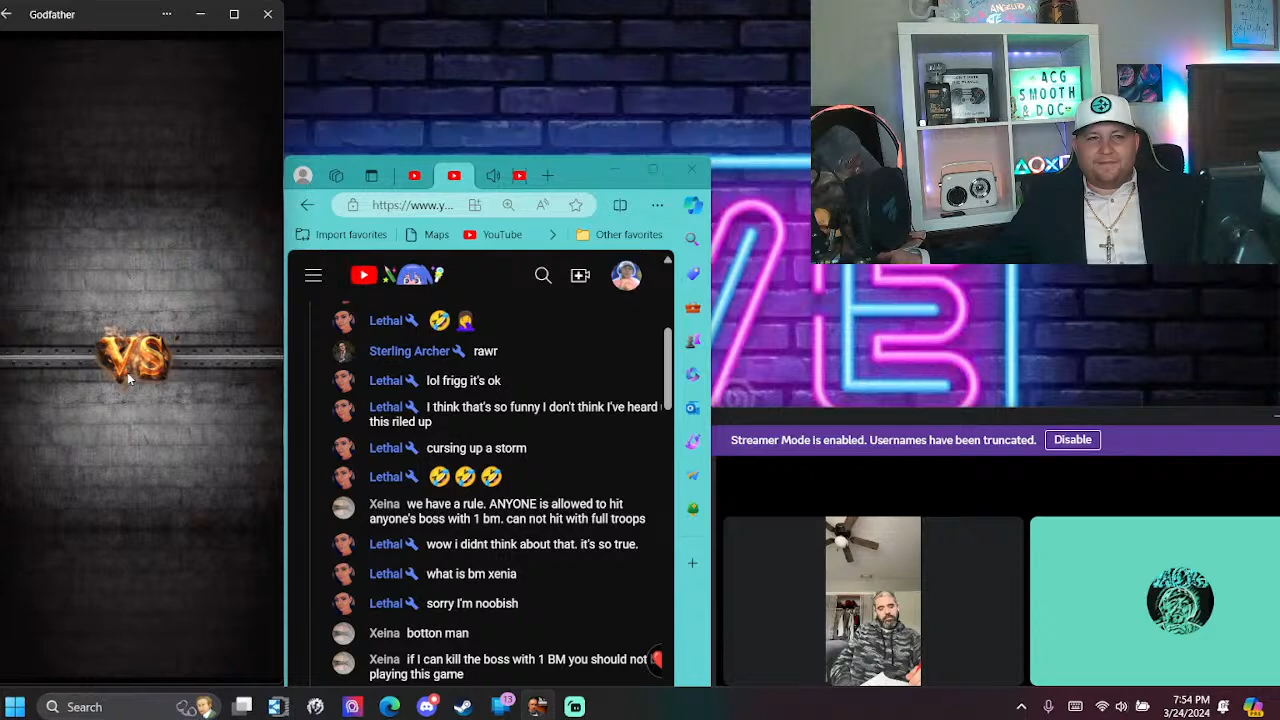 Godfather
VS
https://www.y...
Import favorites
Maps
YouTube
Other favorites
Lethal 🤣🤦‍♀️
Sterling Archer rawr
Lethal lol frigg it's ok
Lethal I think that's so funny I don't think I've heard
this riled up
Lethal cursing up a storm
Lethal 🤣🤣🤣
Xeina we have a rule. ANYONE is allowed to hit
anyone's boss with 1 bm. can not hit with full troops
Lethal wow i didnt think about that. it's so true.
Lethal what is bm xenia
Lethal sorry I'm noobish
Xeina botton man
Xeina if I can kill the boss with 1 BM you should not
playing this game
ACG
SMOOTH
& DOC
Streamer Mode is enabled. Usernames have been truncated.
Disable
Search
13
7:54 PM
3/24/2024